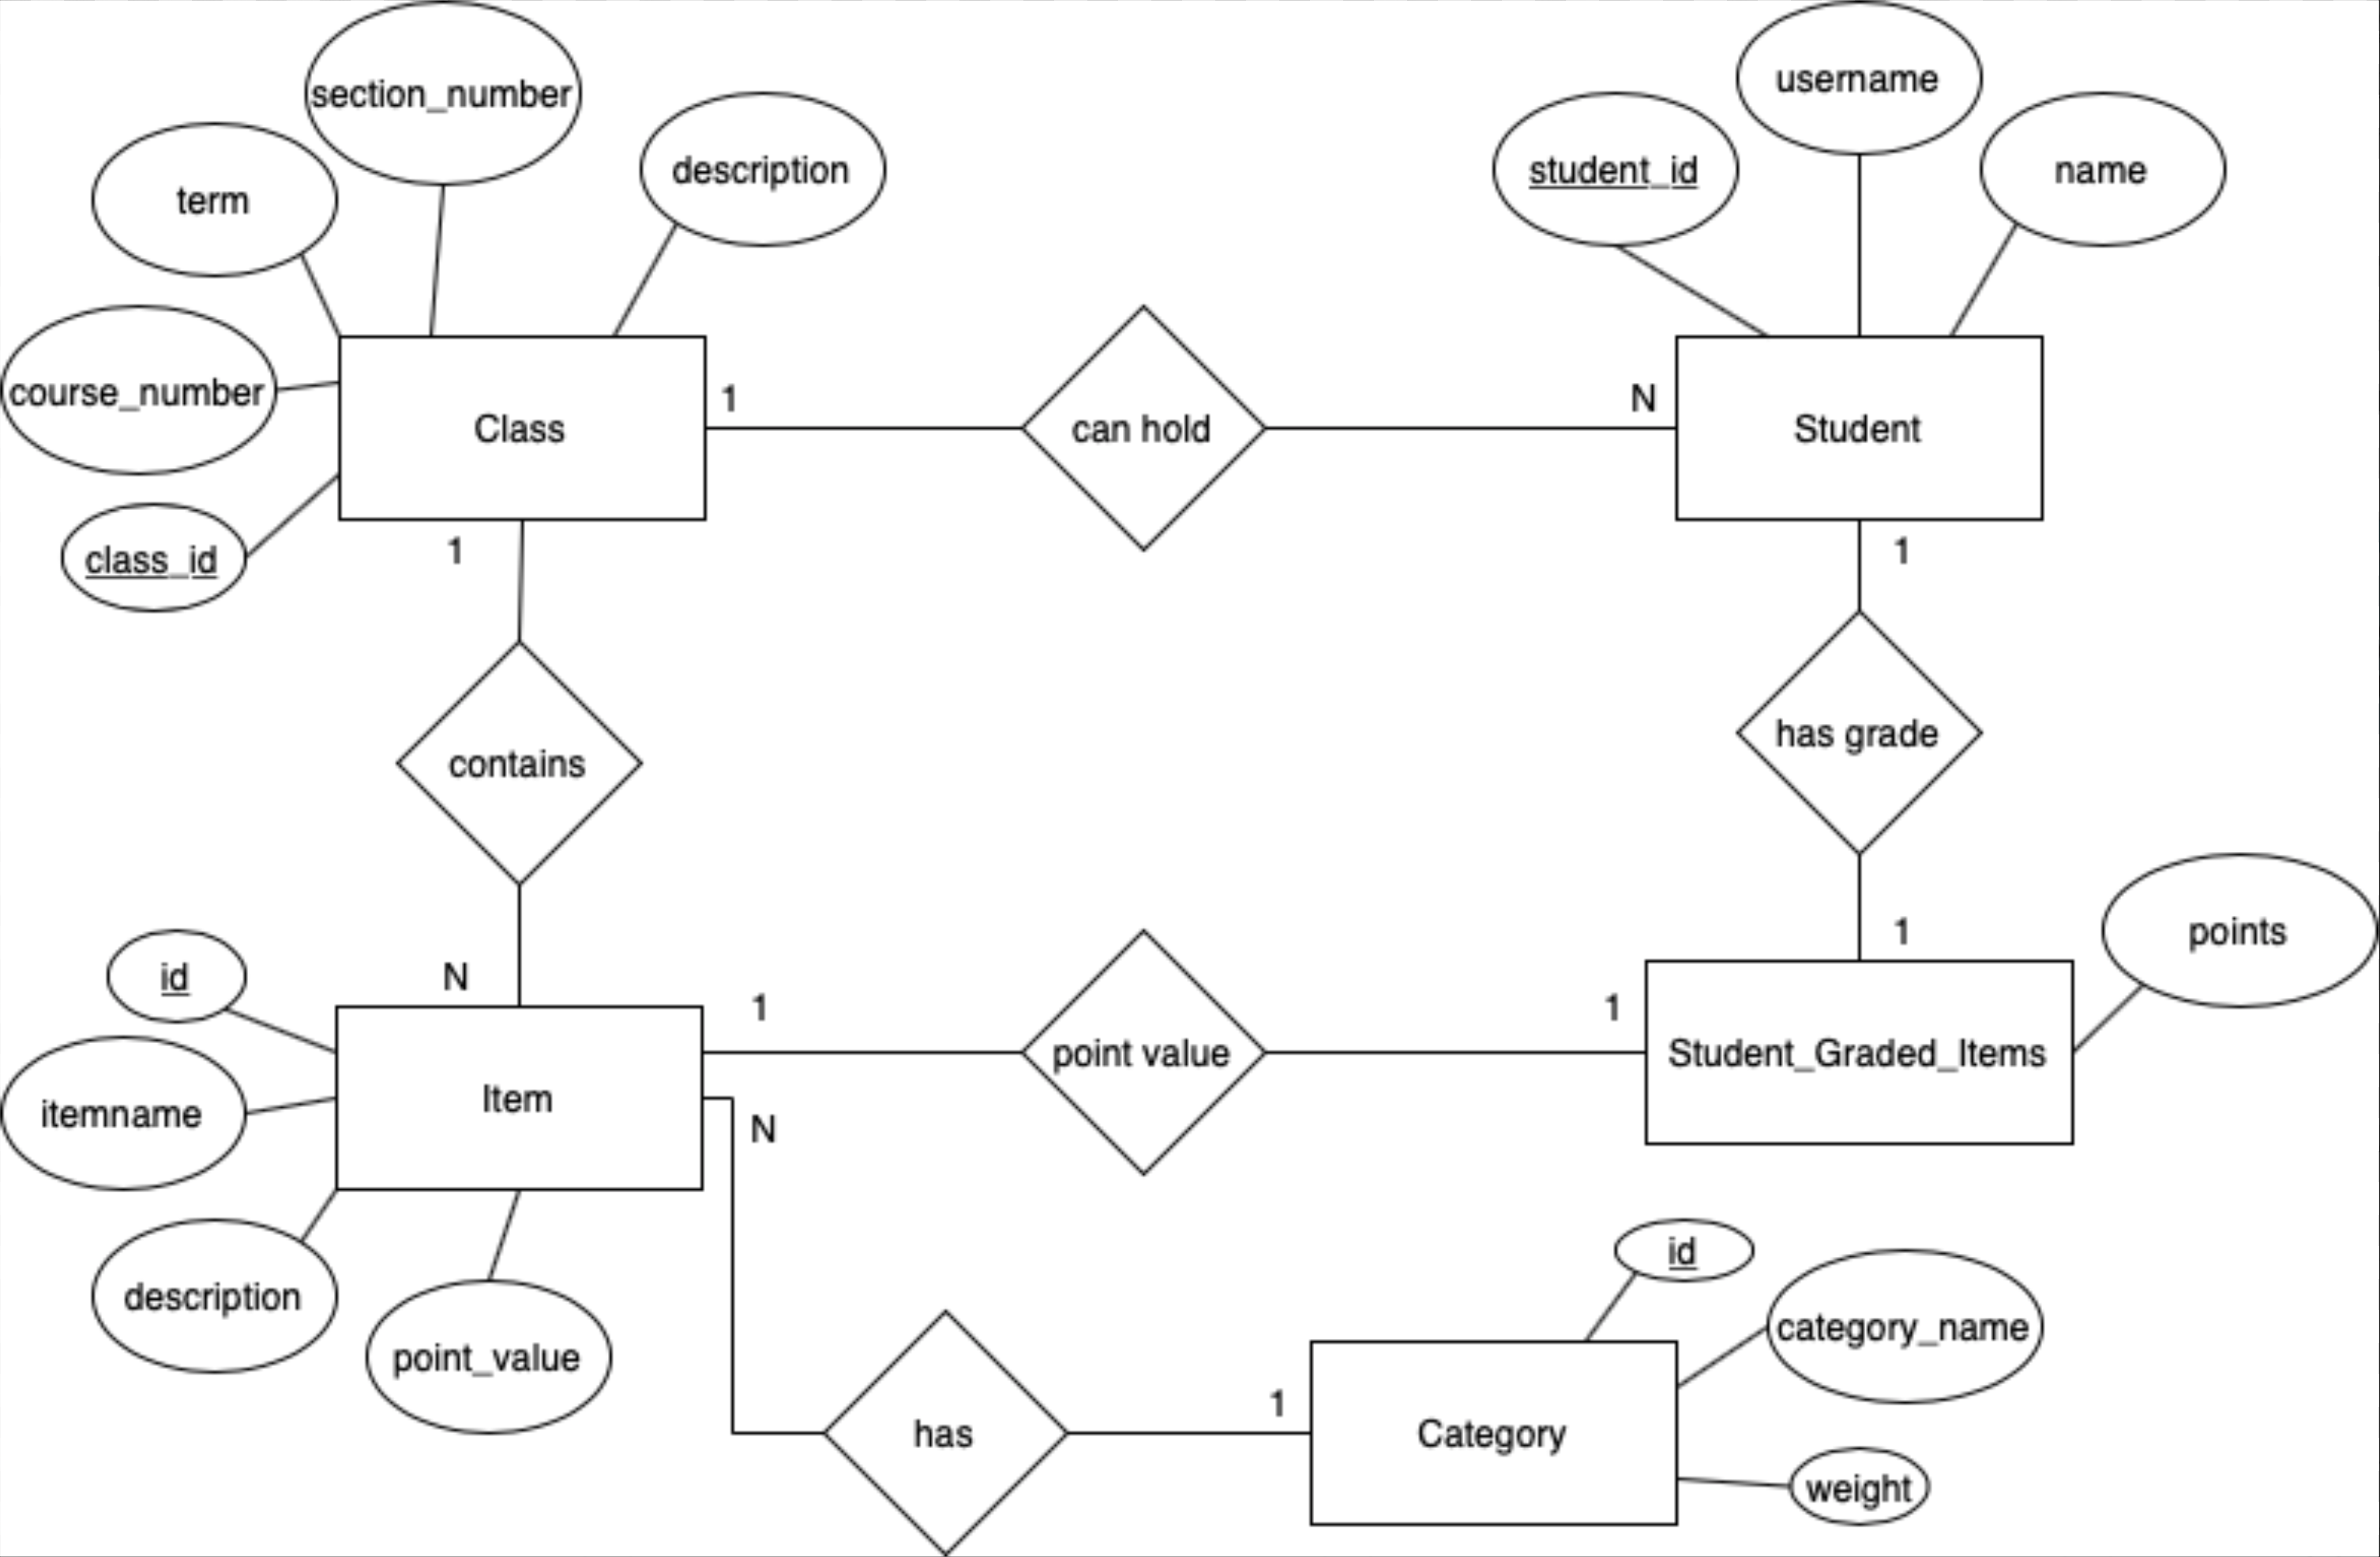 section_number
username
description
student_id
name
term
course_number
1
N
Class
can hold
Student
class_id
1
1
contains
has grade
id
N
1
points
1
1
itemname
Item
point value
Student_Graded_Items
N
description
point_value
id
category_name
1
has
Category
weight